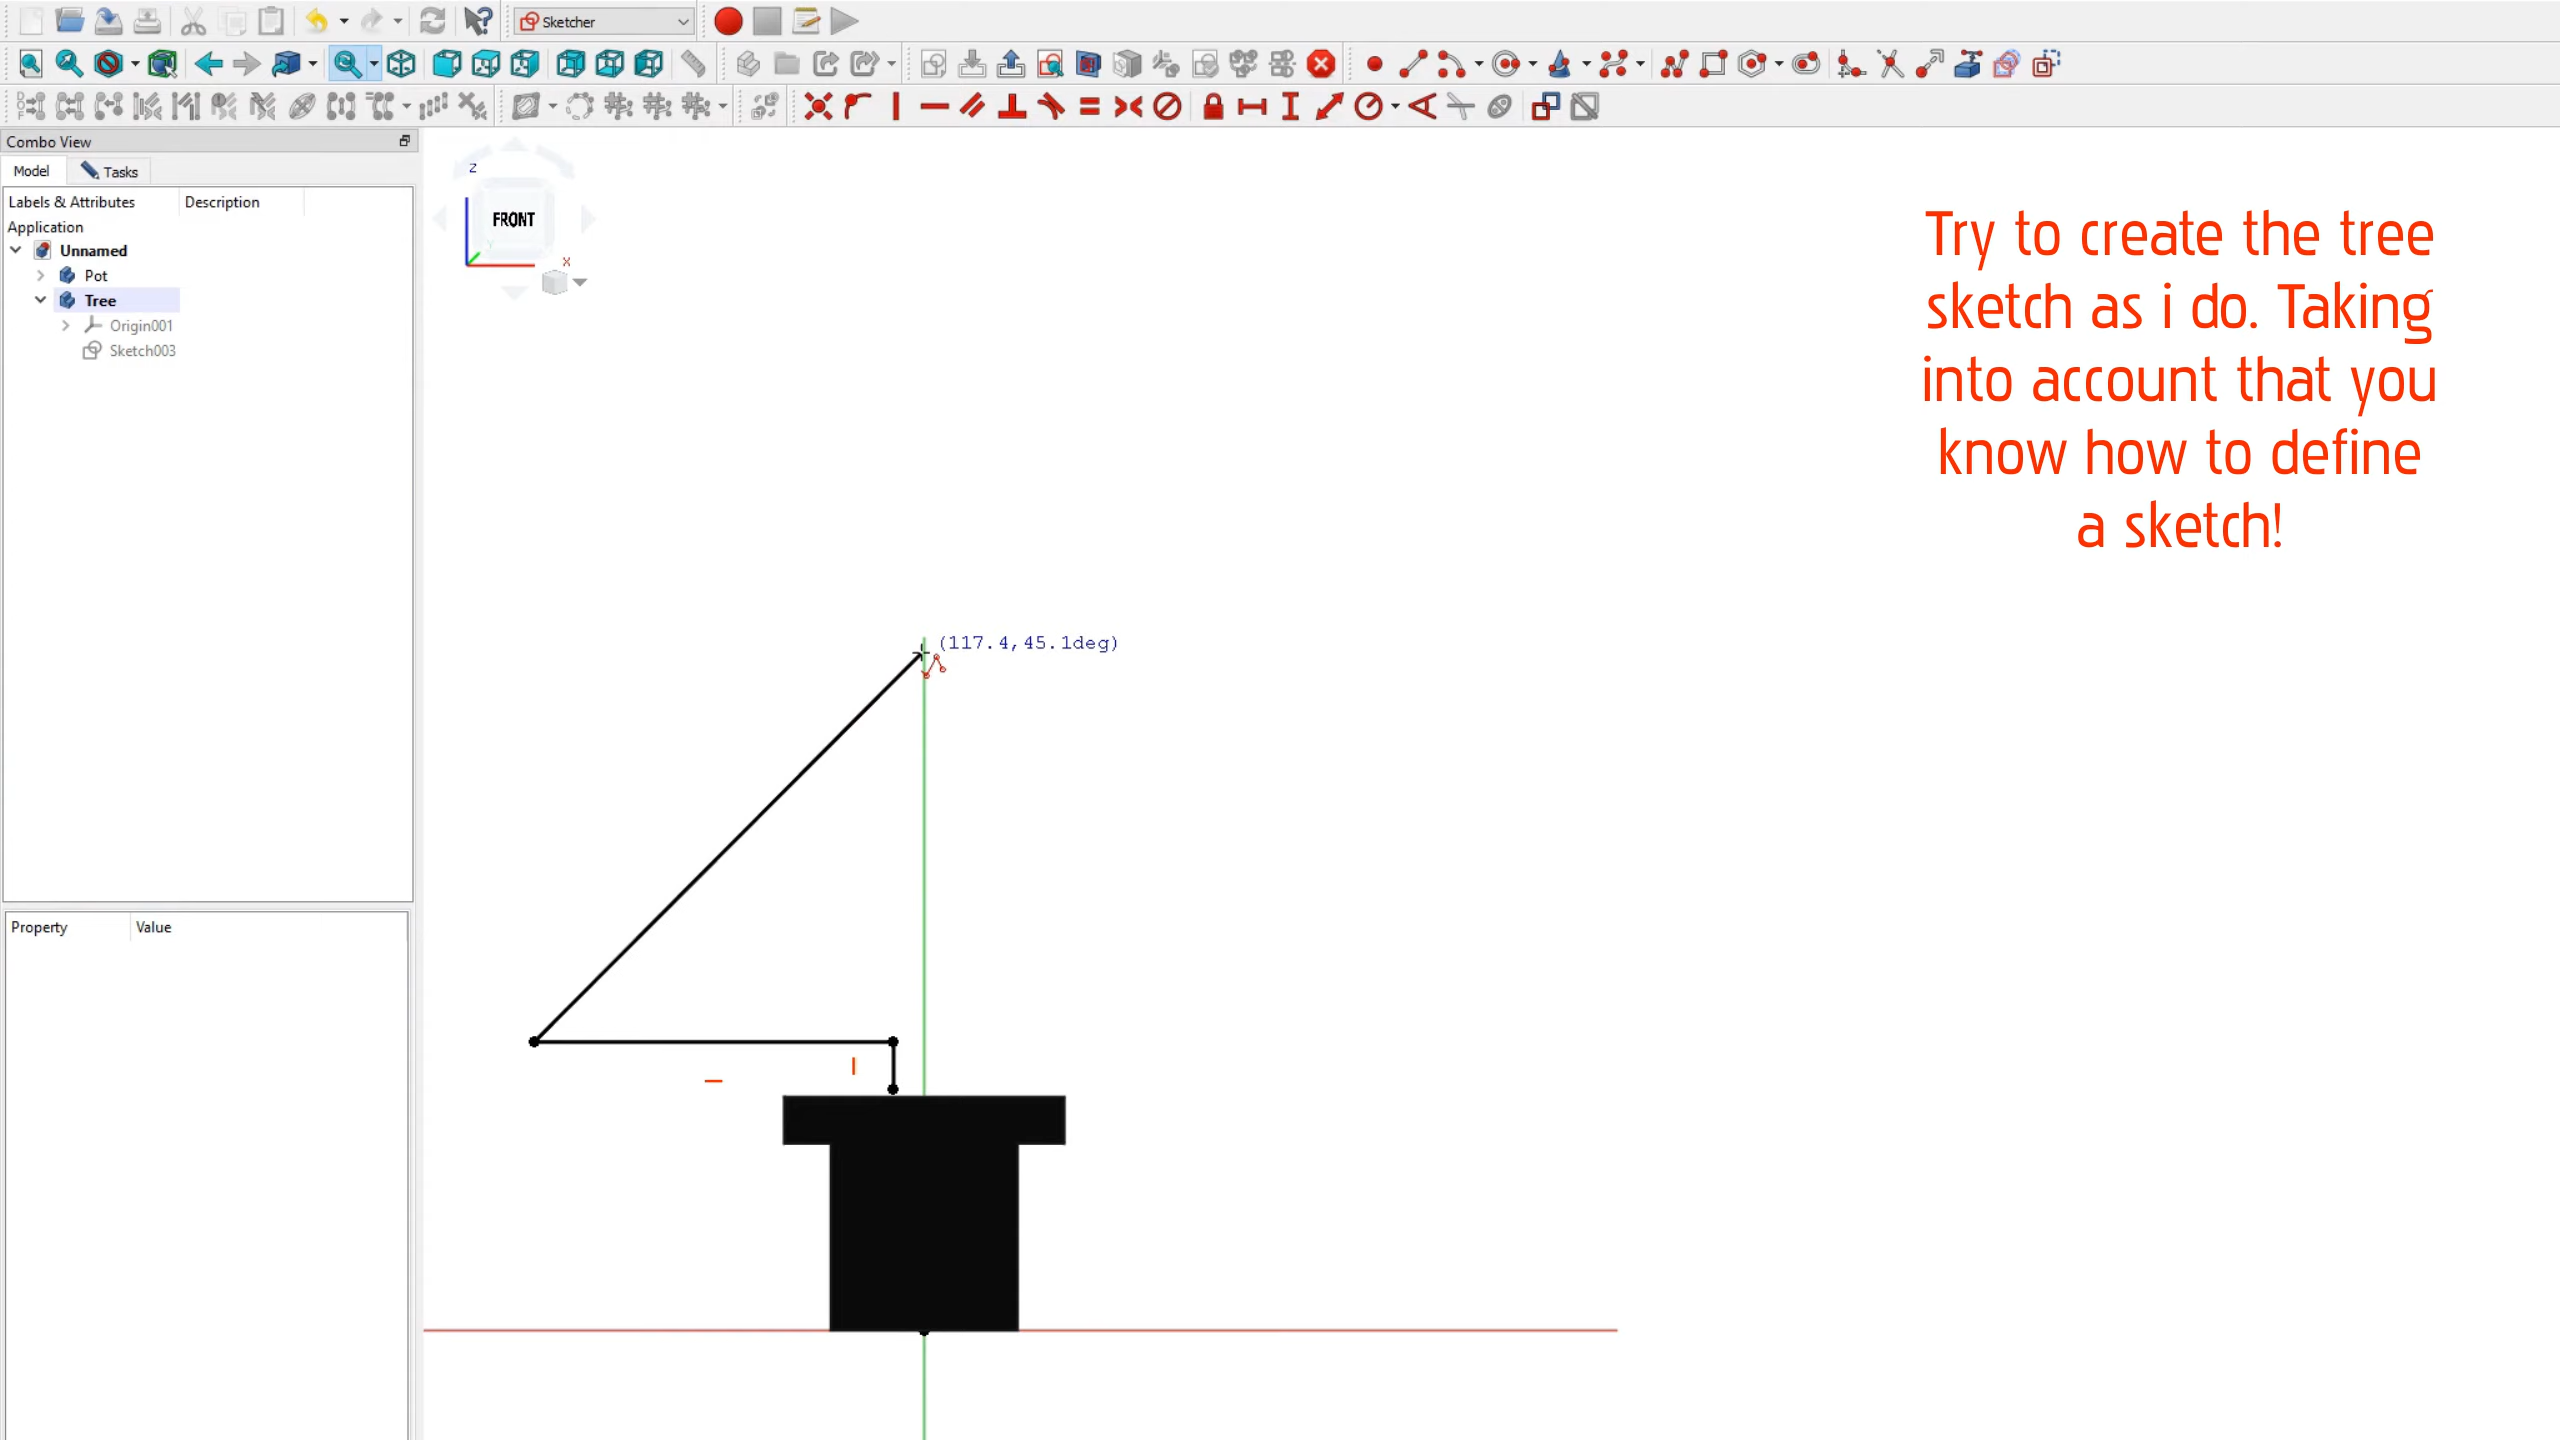 Sketcher
Combo View
Model
Tasks
Labels & Attributes
Description
Application
Unnamed
Pot
Tree
Origin001
Sketch003
Property
Value
Z
FRONT
Y
X
Try to create the tree
sketch as i do. Taking
into account that you
know how to define
a sketch!
(117.4,45.1deg)